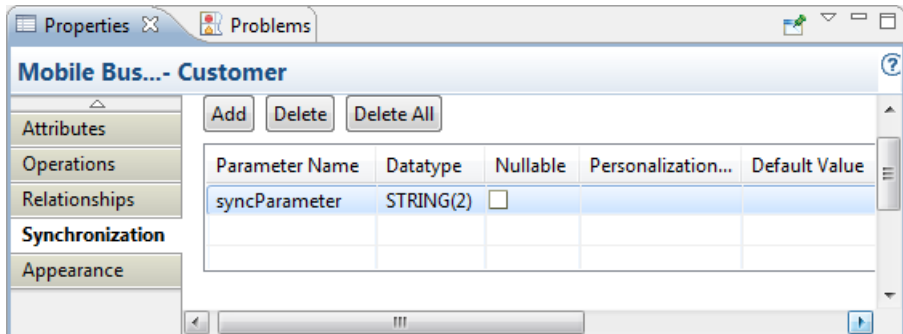 Properties Problems
Mobile Bus...- Customer
Add Delete Delete All
Attributes
Operations
Relationships
Synchronization
Appearance
Parameter Name Datatype Nullable Personalization... Default Value
syncParameter STRING(2)